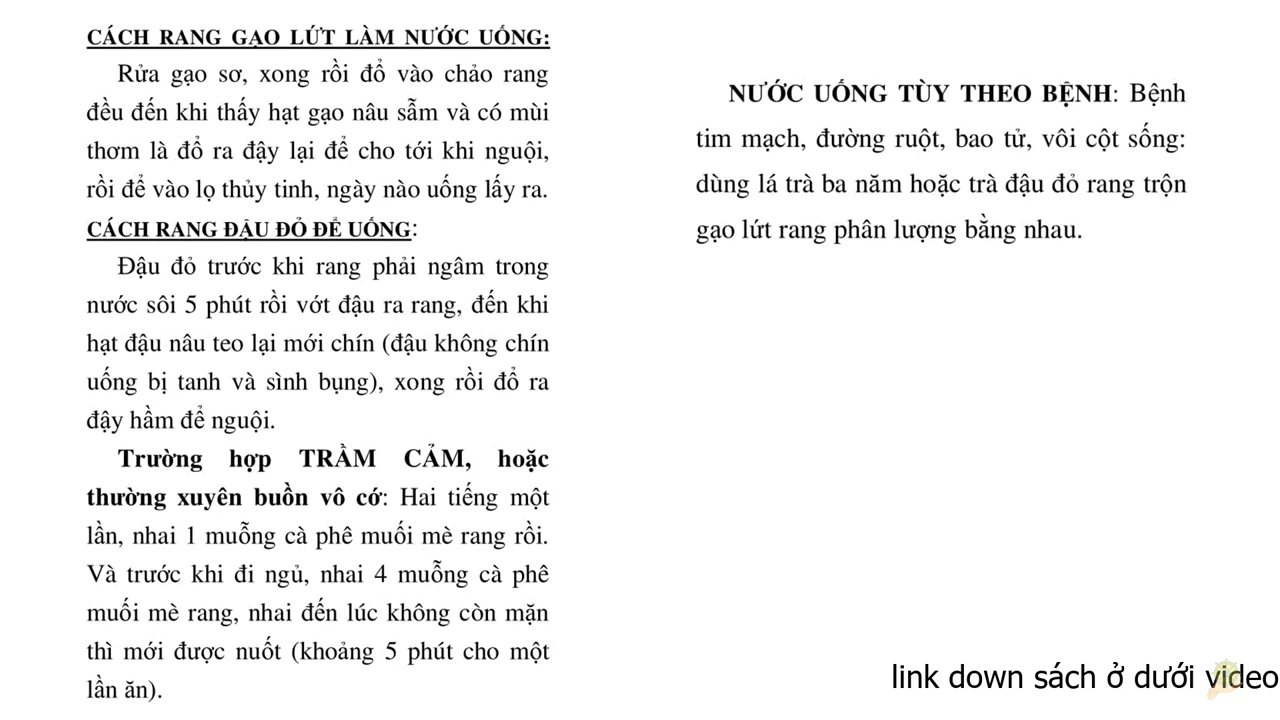 CÁCH RANG GẠO LỨT LÀM NƯỚC UỐNG:
Rửa gạo sơ, xong rồi đổ vào chảo rang
đều đến khi thấy hạt gạo nâu sẫm và có mùi
thơm là đổ ra đậy lại để cho tới khi nguội,
rồi để vào lọ thủy tinh, ngày nào uống lấy ra.
CÁCH RANG ĐẬU ĐỎ ĐỂ UỐNG:
Đậu đỏ trước khi rang phải ngâm trong
nước sôi 5 phút rồi vớt đậu ra rang, đến khi
hạt đậu nâu teo lại mới chín (đậu không chín
uống bị tanh và sình bụng), xong rồi đổ ra
đậy hầm để nguội.
Trường hợp TRẦM CẢM, hoặc
thường xuyên buồn vô cớ: Hai tiếng một
lần, nhai 1 muỗng cà phê muối mè rang rồi.
Và trước khi đi ngủ, nhai 4 muỗng cà phê
muối mè rang, nhai đến lúc không còn mặn
thì mới được nuốt (khoảng 5 phút cho một
lần ăn).
NƯỚC UỐNG TÙY THEO BỆNH: Bệnh
tim mạch, đường ruột, bao tử, vôi cột sống:
dùng lá trà ba năm hoặc trà đậu đỏ rang trộn
gạo lứt rang phân lượng bằng nhau.
link down sách ở dưới video